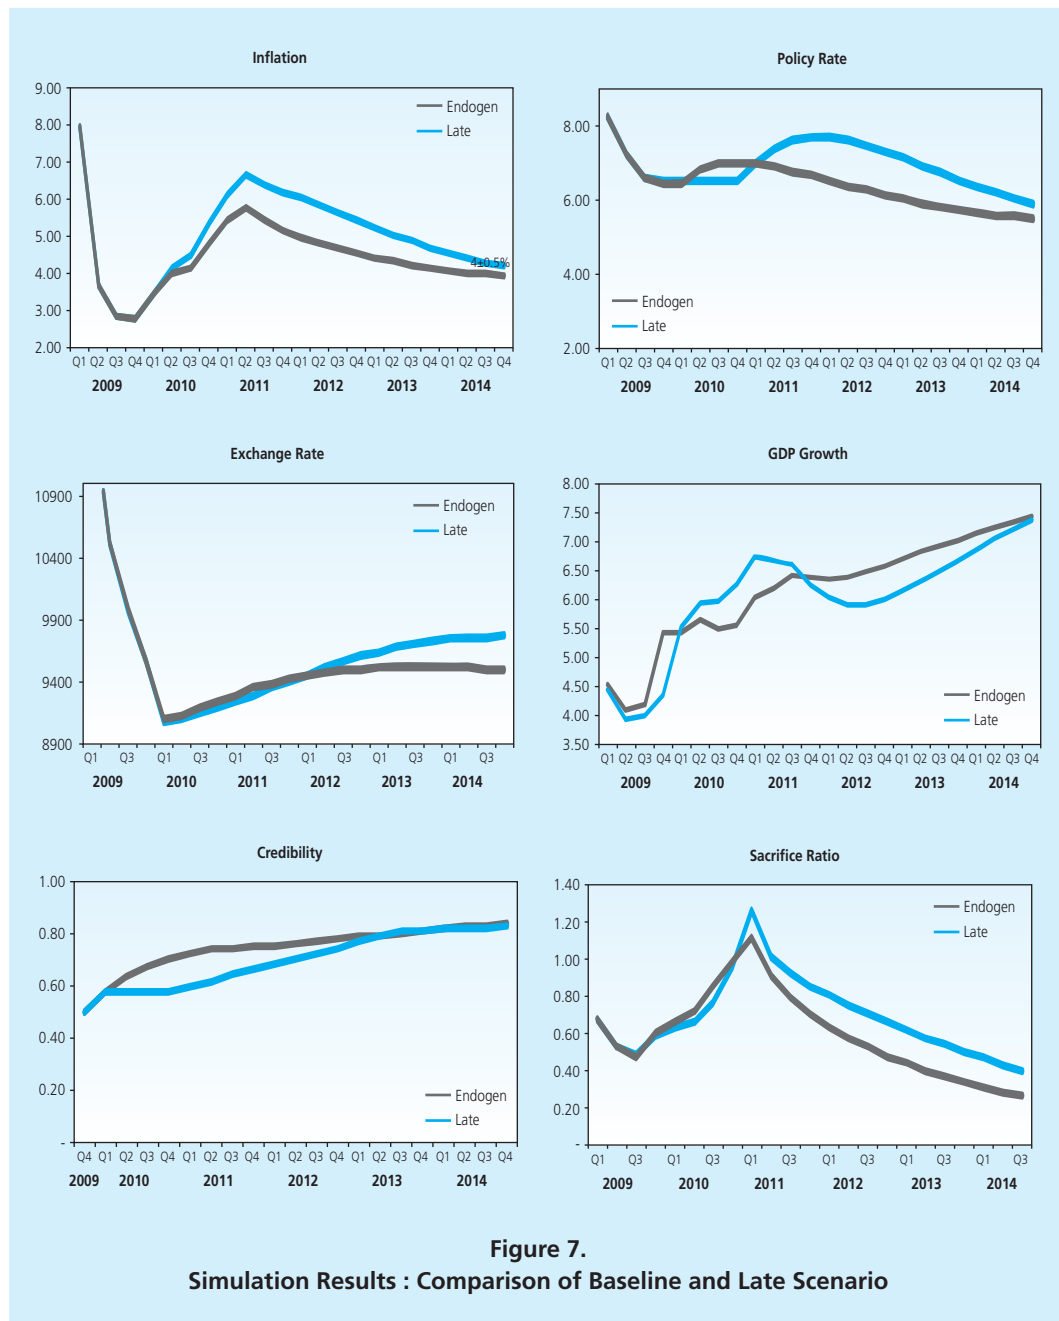 Inflation
9.00
8.00
7.00
6.00
5.00
4.00
3.00
2.00
Endogen
Late
4±0.5%
Q1 Q2 Q3 Q4 Q1 Q2 Q3 Q4 Q1 Q2 Q3 Q4 Q1 Q2 Q3 Q4 Q1 Q2 Q3 Q4 Q1 Q2 Q3 Q4
2009 2010 2011 2012 2013 2014
Policy Rate
8.00
6.00
4.00
2.00
Endogen
Late
Q1 Q2 Q3 Q4 Q1 Q2 Q3 Q4 Q1 Q2 Q3 Q4 Q1 Q2 Q3 Q4 Q1 Q2 Q3 Q4 Q1 Q2 Q3 Q4
2009 2010 2011 2012 2013 2014
Exchange Rate
10900
10400
9900
9400
8900
Endogen
Late
Q1 Q3 Q1 Q3 Q1 Q3 Q1 Q3 Q1 Q3 Q1 Q3
2009 2010 2011 2012 2013 2014
GDP Growth
8.00
7.50
7.00
6.50
6.00
5.50
5.00
4.50
4.00
3.50
Endogen
Late
Q1 Q2 Q3 Q4 Q1 Q2 Q3 Q4 Q1 Q2 Q3 Q4 Q1 Q2 Q3 Q4 Q1 Q2 Q3 Q4 Q1 Q2 Q3 Q4
2009 2010 2011 2012 2013 2014
Credibility
1.00
0.80
0.60
0.40
0.20
-
Endogen
Late
Q4 Q1 Q2 Q3 Q4 Q1 Q2 Q3 Q4 Q1 Q2 Q3 Q4 Q1 Q2 Q3 Q4 Q1 Q2 Q3 Q4
2009 2010 2011 2012 2013 2014
Sacrifice Ratio
1.40
1.20
1.00
0.80
0.60
0.40
0.20
-
Endogen
Late
Q1 Q3 Q1 Q3 Q1 Q3 Q1 Q3 Q1 Q3 Q1 Q3
2009 2010 2011 2012 2013 2014
Figure 7.
Simulation Results : Comparison of Baseline and Late Scenario